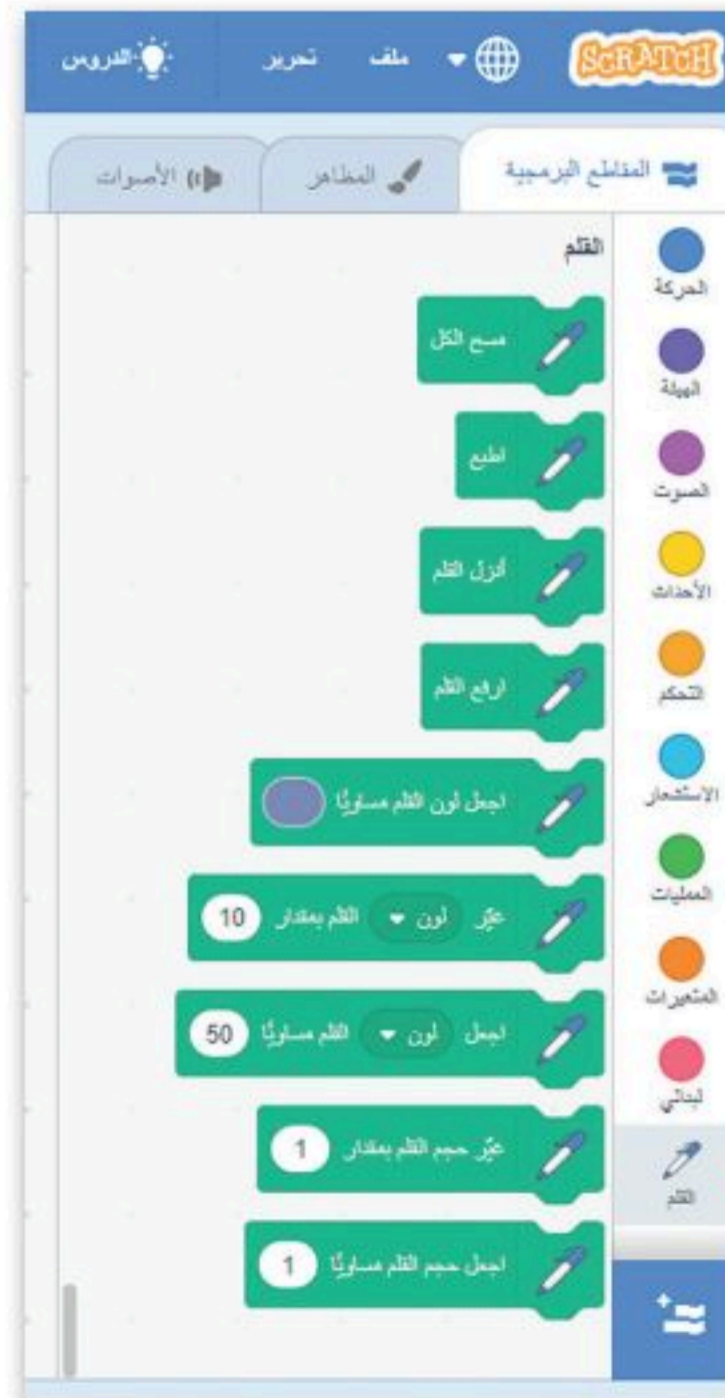 SCRATCH ملف تحرير الدروس
المقاطع البرمجية المظاهر الأصوات
القلم
مسح الكل
اطبع
أنزل القلم
ارفع القلم
اجعل لون القلم مساويًا
غيّر لون القلم بمقدار 10
اجعل لون القلم مساويًا 50
غيّر حجم القلم بمقدار 1
اجعل حجم القلم مساويًا 1
الحركة
الهيئة
الصوت
الأحداث
التحكم
الاستشعار
العمليات
المتغيرات
لبناتي
القلم